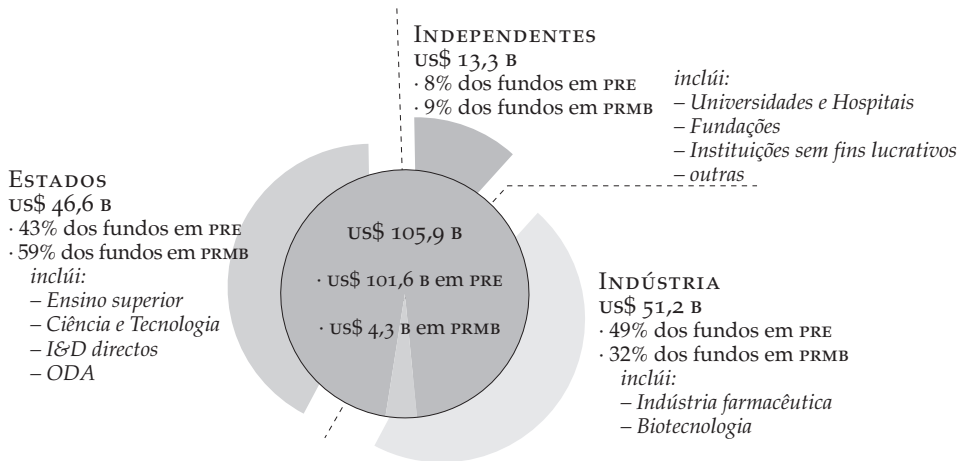 INDEPENDENTES
US$ 13,3 B
· 8% dos fundos em PRE
· 9% dos fundos em PRMB
inclúi:
– Universidades e Hospitais
– Fundações
– Instituições sem fins lucrativos
– outras
ESTADOS
US$ 46,6 B
· 43% dos fundos em PRE
· 59% dos fundos em PRMB
inclúi:
– Ensino superior
– Ciência e Tecnologia
– I&D directos
– ODA
US$ 105,9 B
· US$ 101,6 B em PRE
· US$ 4,3 B em PRMB
INDÚSTRIA
US$ 51,2 B
· 49% dos fundos em PRE
· 32% dos fundos em PRMB
inclúi:
– Indústria farmacêutica
– Biotecnologia